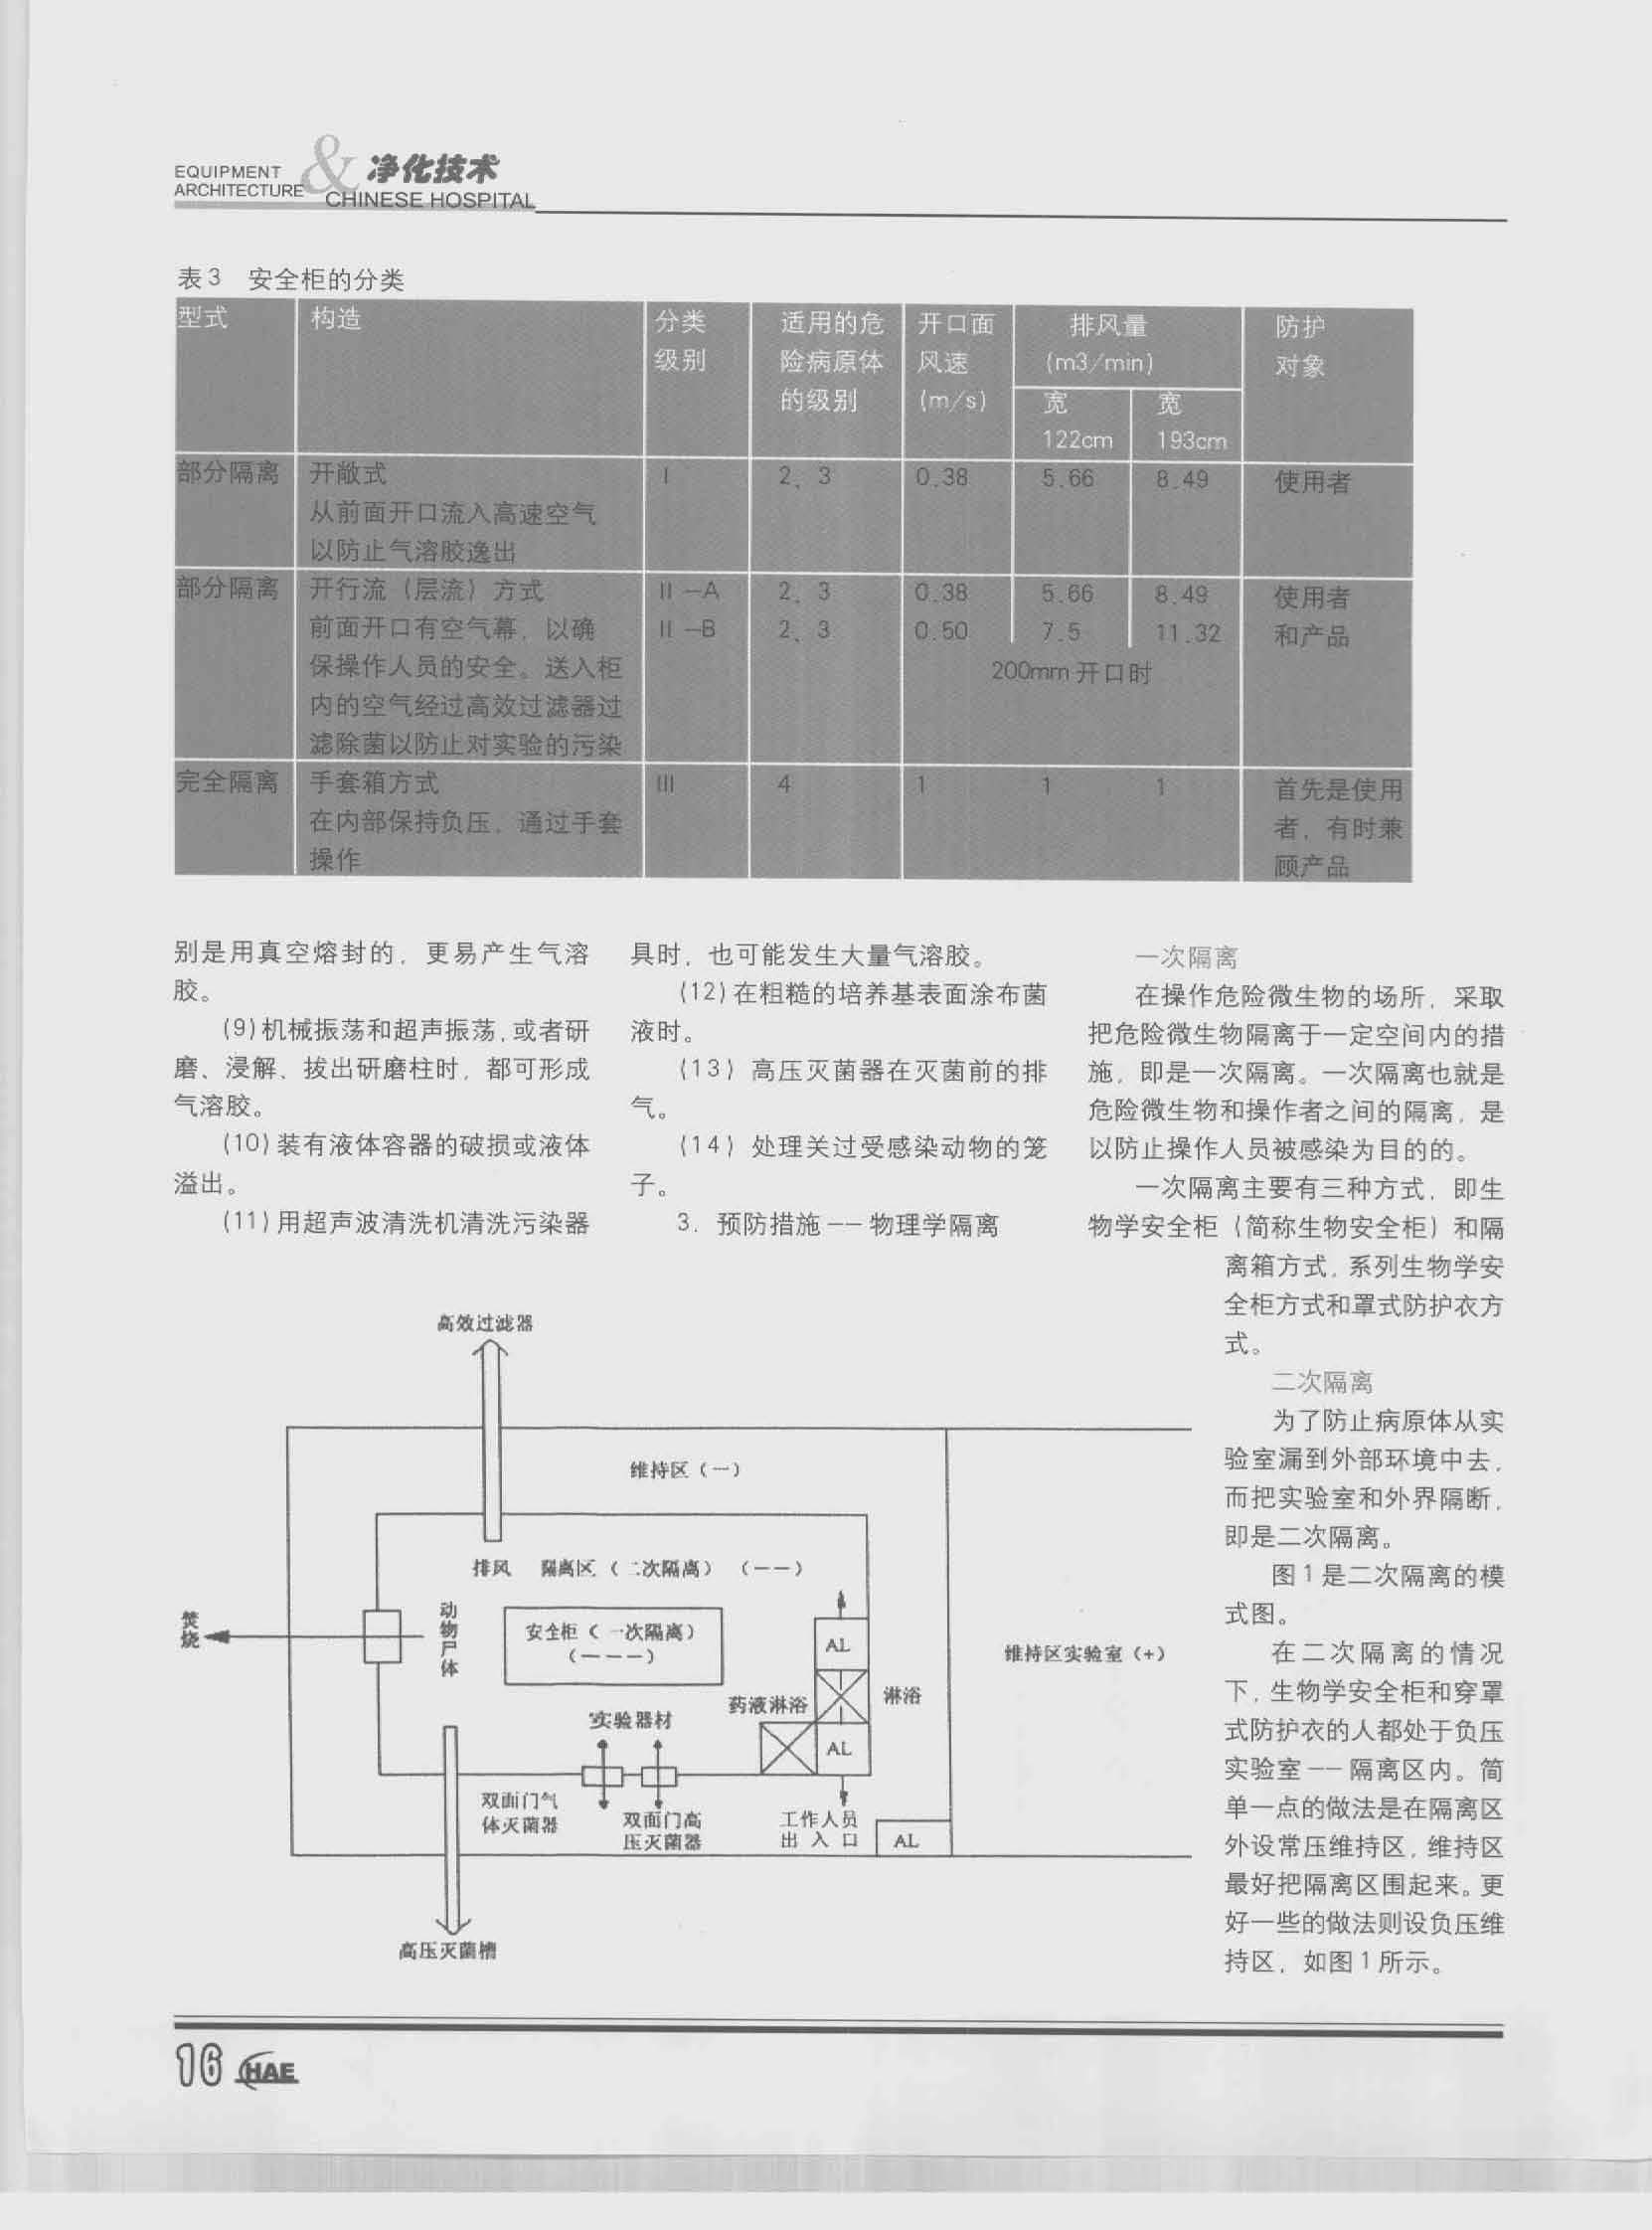 EQUIPMENT
ARCHITECTURE
&
净化技术
CHINESE HOSPITAL
表3 安全柜的分类
型式 构造 分类 适用的危 开口面 排风量 防护
级别 险病原体 风速 (m3/min) 对象
的级别 (m/s) 宽 宽
122cm 193cm
部分隔离 开敞式 I 2、3 0.38 5.66 8.49 使用者
从前面开口流入高速空气
以防止气溶胶逸出
部分隔离 开行流（层流）方式 II—A 2、3 0.38 5.66 8.49 使用者
前面开口有空气幕，以确 II—B 2、3 0.50 7.5 11.32 和产品
保操作人员的安全。送入柜 200mm开口时
内的空气经过高效过滤器过
滤除菌以防止对实验的污染
完全隔离 手套箱方式 III 4 1 1 1 首先是使用
在内部保持负压，通过手套 者，有时兼
操作 顾产品
别是用真空熔封的，更易产生气溶
胶。
(9)机械振荡和超声振荡，或者研
磨、浸解、拔出研磨柱时，都可形成
气溶胶。
(10)装有液体容器的破损或液体
溢出。
(11)用超声波清洗机清洗污染器
具时，也可能发生大量气溶胶。
(12)在粗糙的培养基表面涂布菌
液时。
(13) 高压灭菌器在灭菌前的排
气。
(14) 处理关过受感染动物的笼
子。
3. 预防措施——物理学隔离
一次隔离
在操作危险微生物的场所，采取
把危险微生物隔离于一定空间内的措
施，即是一次隔离。一次隔离也就是
危险微生物和操作者之间的隔离，是
以防止操作人员被感染为目的的。
一次隔离主要有三种方式，即生
物学安全柜（简称生物安全柜）和隔
离箱方式，系列生物学安
全柜方式和罩式防护衣方
式。
二次隔离
为了防止病原体从实
验室漏到外部环境中去，
而把实验室和外界隔断，
即是二次隔离。
图1是二次隔离的模
式图。
在二次隔离的情况
下，生物学安全柜和穿罩
式防护衣的人都处于负压
实验室——隔离区内。简
单一点的做法是在隔离区
外设常压维持区，维持区
最好把隔离区围起来。更
好一些的做法则设负压维
持区，如图1所示。
高效过滤器
维持区（—）
排风 隔离区（二次隔离）（——）
焚烧
动物尸体
安全柜（一次隔离）
（———）
AL
维持区实验室（+）
药液淋浴
淋浴
实验器材
AL
双面门气
体灭菌器
双面门高
压灭菌器
工作人员
出入口
AL
高压灭菌槽
16 HAE